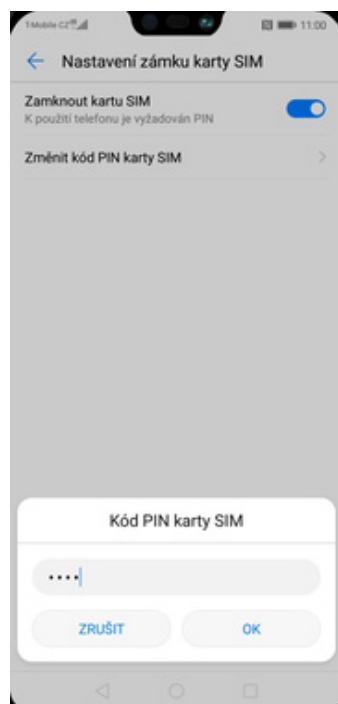 T-Mobile CZ 11:00
Nastavení zámku karty SIM
Zamknout kartu SIM
K použití telefonu je vyžadován PIN
Změnit kód PIN karty SIM
Kód PIN karty SIM
••••
ZRUŠIT OK